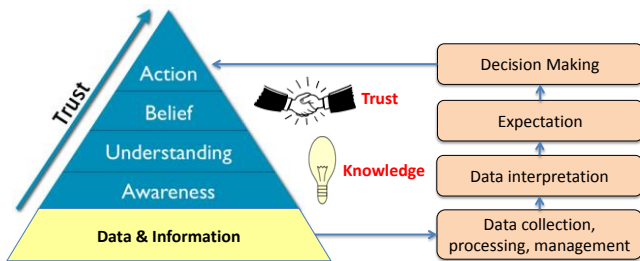 Trust
Action
Belief
Understanding
Awareness
Data & Information
Trust
Knowledge
Decision Making
Expectation
Data interpretation
Data collection,
processing, management